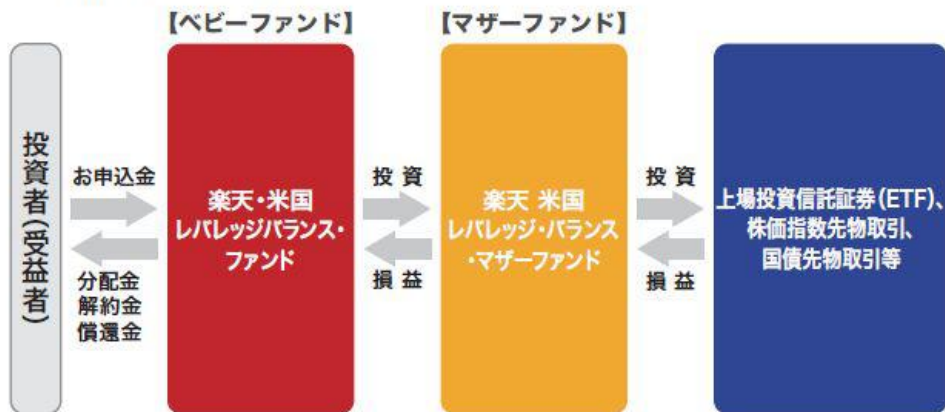 【ベビーファンド】
【マザーファンド】
投資者(受益者)
お申込金
分配金
解約金
償還金
楽天・米国
レバレッジバランス・
ファンド
投資
損益
楽天 米国
レバレッジ・バランス
・マザーファンド
投資
損益
上場投資信託証券(ETF)、
株価指数先物取引、
国債先物取引等